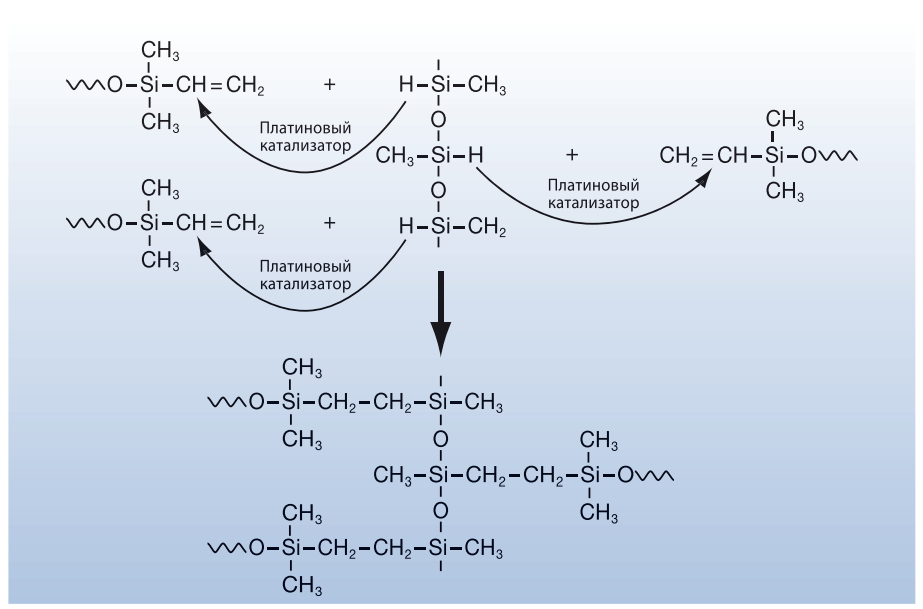 CH₃
O–Si–CH=CH₂ + H–Si–CH₃
CH₃
Платиновый
катализатор
O
CH₃–Si–H + CH₂=CH–Si–O
CH₃
CH₃
Платиновый
катализатор
O
CH₃
O–Si–CH=CH₂ + H–Si–CH₂
CH₃
Платиновый
катализатор
CH₃
O–Si–CH₂–CH₂–Si–CH₃
CH₃
O
CH₃
CH₃–Si–CH₂–CH₂–Si–O
CH₃
O
CH₃
O–Si–CH₂–CH₂–Si–CH₃
CH₃